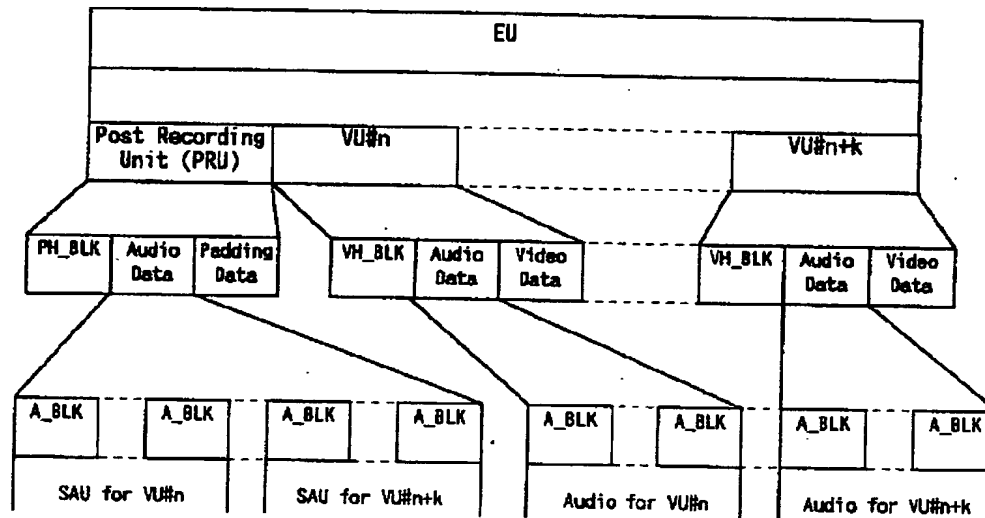 EU
Post Recording
Unit (PRU)
VU#n
VU#n+k
PH_BLK
Audio
Data
Padding
Data
VH_BLK
Audio
Data
Video
Data
VH_BLK
Audio
Data
Video
Data
A_BLK
A_BLK
A_BLK
A_BLK
A_BLK
A_BLK
A_BLK
A_BLK
SAU for VU#n
SAU for VU#n+k
Audio for VU#n
Audio for VU#n+k